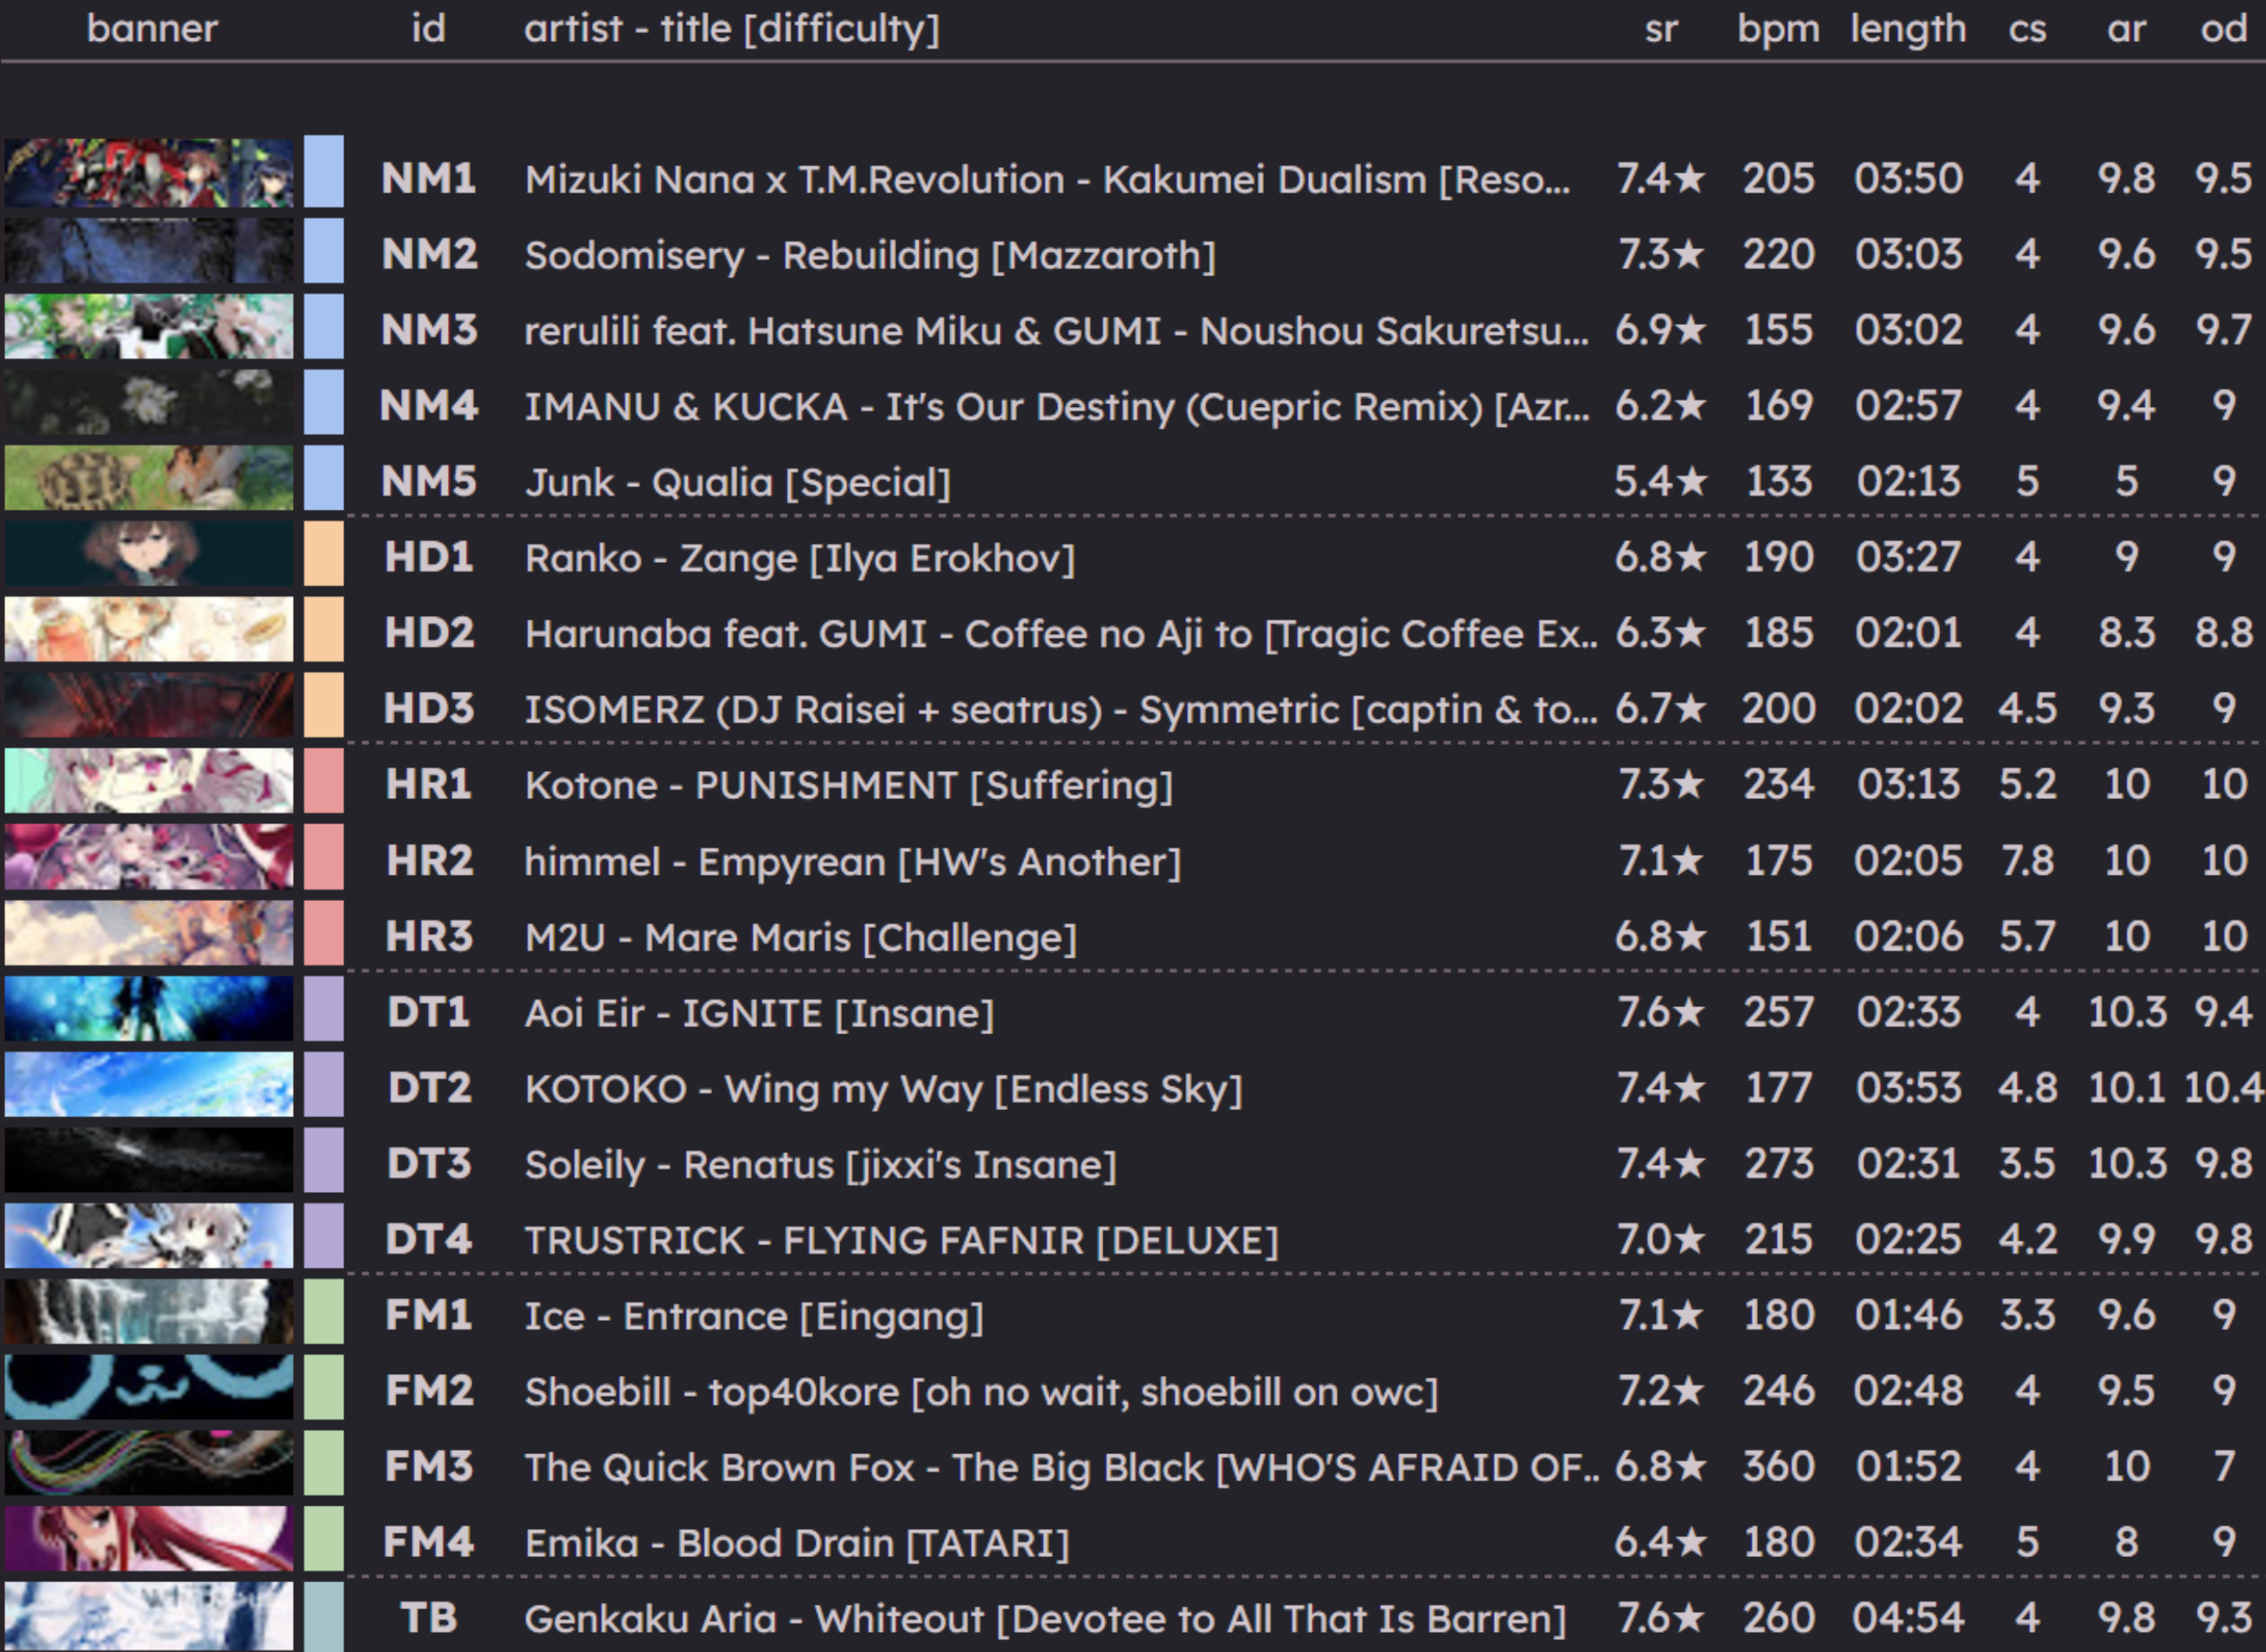 banner id artist - title [difficulty] sr bpm length cs ar od
NM1 Mizuki Nana x T.M.Revolution - Kakumei Dualism [Reso... 7.4★ 205 03:50 4 9.8 9.5
NM2 Sodomisery - Rebuilding [Mazzaroth] 7.3★ 220 03:03 4 9.6 9.5
NM3 rerulili feat. Hatsune Miku & GUMI - Noushou Sakuretsu... 6.9★ 155 03:02 4 9.6 9.7
NM4 IMANU & KUCKA - It's Our Destiny (Cuepric Remix) [Azr... 6.2★ 169 02:57 4 9.4 9
NM5 Junk - Qualia [Special] 5.4★ 133 02:13 5 5 9
HD1 Ranko - Zange [Ilya Erokhov] 6.8★ 190 03:27 4 9 9
HD2 Harunaba feat. GUMI - Coffee no Aji to [Tragic Coffee Ex.. 6.3★ 185 02:01 4 8.3 8.8
HD3 ISOMERZ (DJ Raisei + seatrus) - Symmetric [captin & to... 6.7★ 200 02:02 4.5 9.3 9
HR1 Kotone - PUNISHMENT [Suffering] 7.3★ 234 03:13 5.2 10 10
HR2 himmel - Empyrean [HW's Another] 7.1★ 175 02:05 7.8 10 10
HR3 M2U - Mare Maris [Challenge] 6.8★ 151 02:06 5.7 10 10
DT1 Aoi Eir - IGNITE [Insane] 7.6★ 257 02:33 4 10.3 9.4
DT2 KOTOKO - Wing my Way [Endless Sky] 7.4★ 177 03:53 4.8 10.1 10.4
DT3 Soleily - Renatus [jixxi's Insane] 7.4★ 273 02:31 3.5 10.3 9.8
DT4 TRUSTRICK - FLYING FAFNIR [DELUXE] 7.0★ 215 02:25 4.2 9.9 9.8
FM1 Ice - Entrance [Eingang] 7.1★ 180 01:46 3.3 9.6 9
FM2 Shoebill - top40kore [oh no wait, shoebill on owc] 7.2★ 246 02:48 4 9.5 9
FM3 The Quick Brown Fox - The Big Black [WHO'S AFRAID OF.. 6.8★ 360 01:52 4 10 7
FM4 Emika - Blood Drain [TATARI] 6.4★ 180 02:34 5 8 9
TB Genkaku Aria - Whiteout [Devotee to All That Is Barren] 7.6★ 260 04:54 4 9.8 9.3